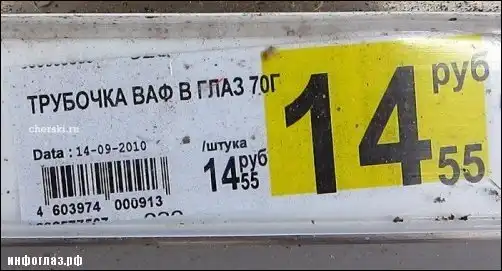 ТРУБОЧКА ВАФ В ГЛАЗ 70Г
cherski.ru
Data : 14-09-2010
/штука
14 руб 55
4 603974 000913
14 руб 55
инфоглаз.рф